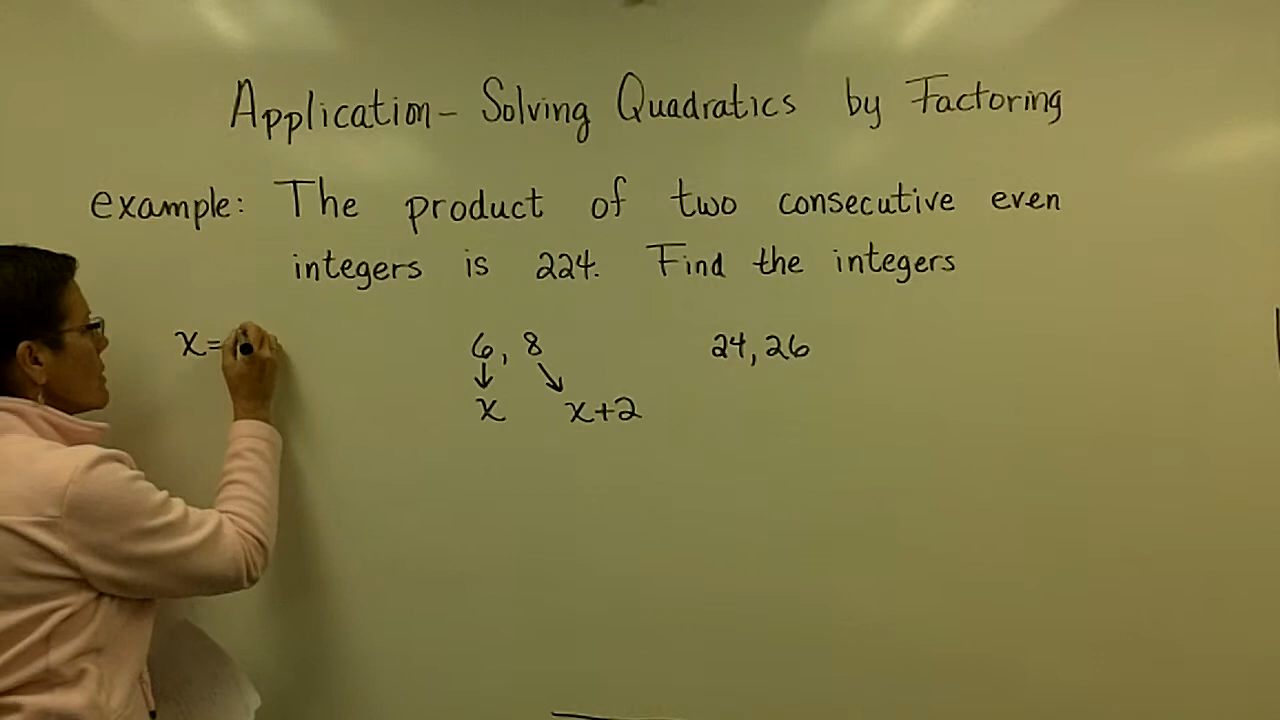 Application - Solving Quadratics by Factoring
example: The product of two consecutive even
integers is 224. Find the integers
x= 6, 8 24, 26
x x+2